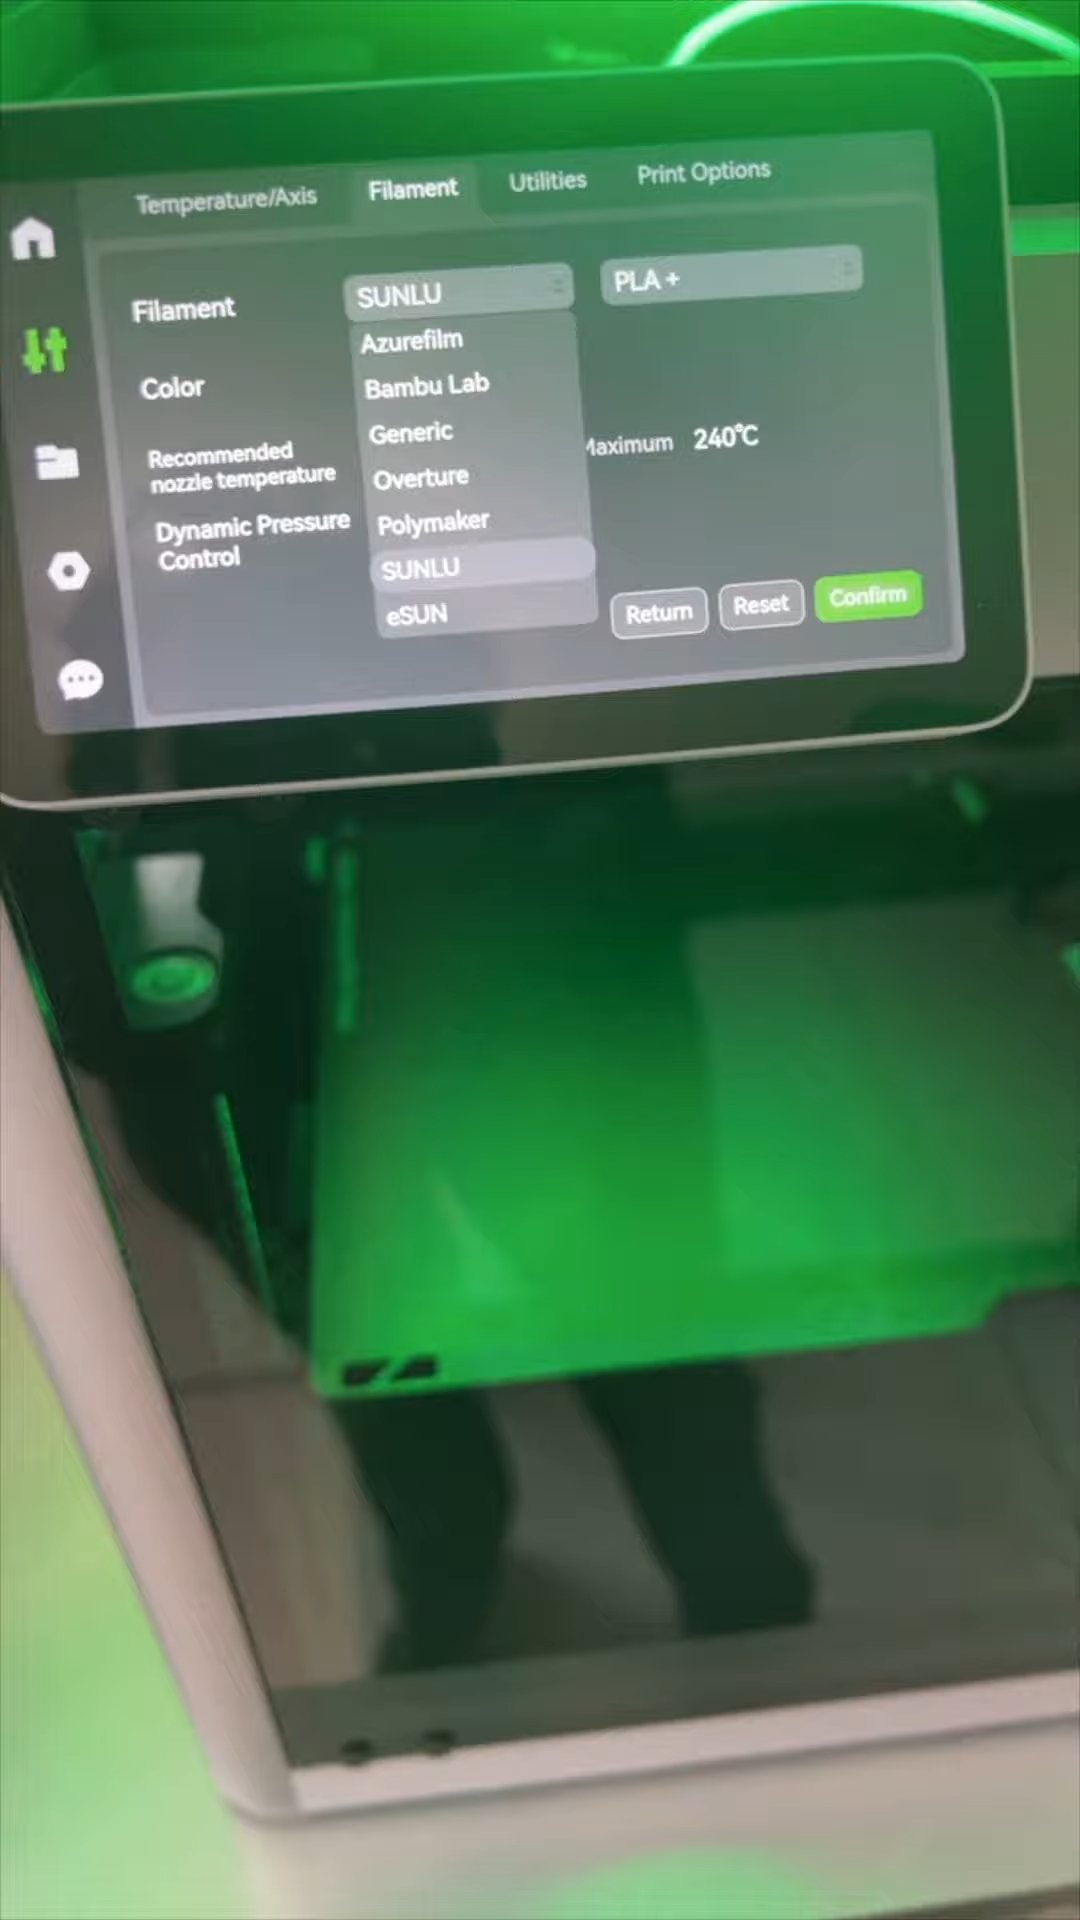 Temperature/Axis Filament Utilities Print Options
Filament SUNLU PLA +
Azurefilm
Color Bambu Lab
Generic
Recommended
nozzle temperature
Maximum 240°C
Overture
Dynamic Pressure
Control
Polymaker
SUNLU
eSUN
Return Reset Confirm